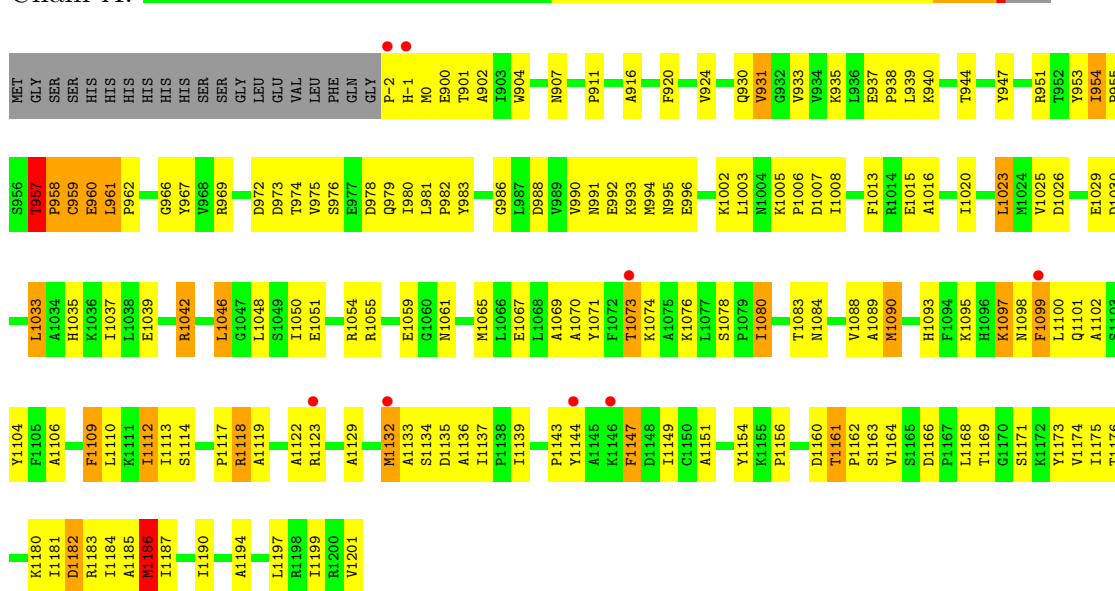 Chain A:
MET GLY SER SER HIS HIS HIS HIS HIS HIS SER SER GLY LEU GLU VAL LEU PHE GLN GLY P-2 H-1 M0 E900 T901 A902 I903 W904 N907 P911 A916 F920 V924 Q930 V931 G932 V933 V934 K935 L936 E937 P938 L939 K940 T944 Y947 R951 T952 Y953 I954
S956 T957 P958 C959 E960 L961 P962 G966 Y967 V968 R969 D972 D973 T974 V975 S976 E977 D978 Q979 I980 L981 P982 Y983 G986 L987 D988 V989 V990 N991 E992 K993 M994 N995 E996 K1002 L1003 N1004 K1005 P1006 D1007 I1008 F1013 R1014 E1015 A1016 I1020 L1023 M1024 V1025 D1026 E1029
L1033 A1034 H1035 K1036 I1037 L1038 E1039 R1042 L1046 G1047 L1048 S1049 I1050 E1051 R1054 R1055 E1059 G1060 N1061 M1065 L1066 E1067 L1068 A1069 A1070 Y1071 F1072 T1073 K1074 A1075 K1076 L1077 S1078 P1079 I1080 T1083 N1084 V1088 A1089 M1090 H1093 F1094 K1095 H1096 K1097 N1098 F1099 L1100 Q1101 A1102
Y1104 F1105 A1106 F1109 L1110 K1111 I1112 I1113 S1114 P1117 R1118 A1119 A1122 R1123 A1129 M1132 A1133 S1134 D1135 A1136 I1137 P1138 I1139 P1143 Y1144 A1145 K1146 F1147 D1148 I1149 C1150 A1151 Y1154 K1155 P1156 D1160 T1161 P1162 S1163 V1164 S1165 D1166 P1167 L1168 T1169 G1170 S1171 K1172 Y1173 V1174 I1175 T1176
K1180 I1181 D1182 R1183 I1184 A1185 M1186 I1187 I1190 A1194 L1197 R1198 I1199 R1200 V1201